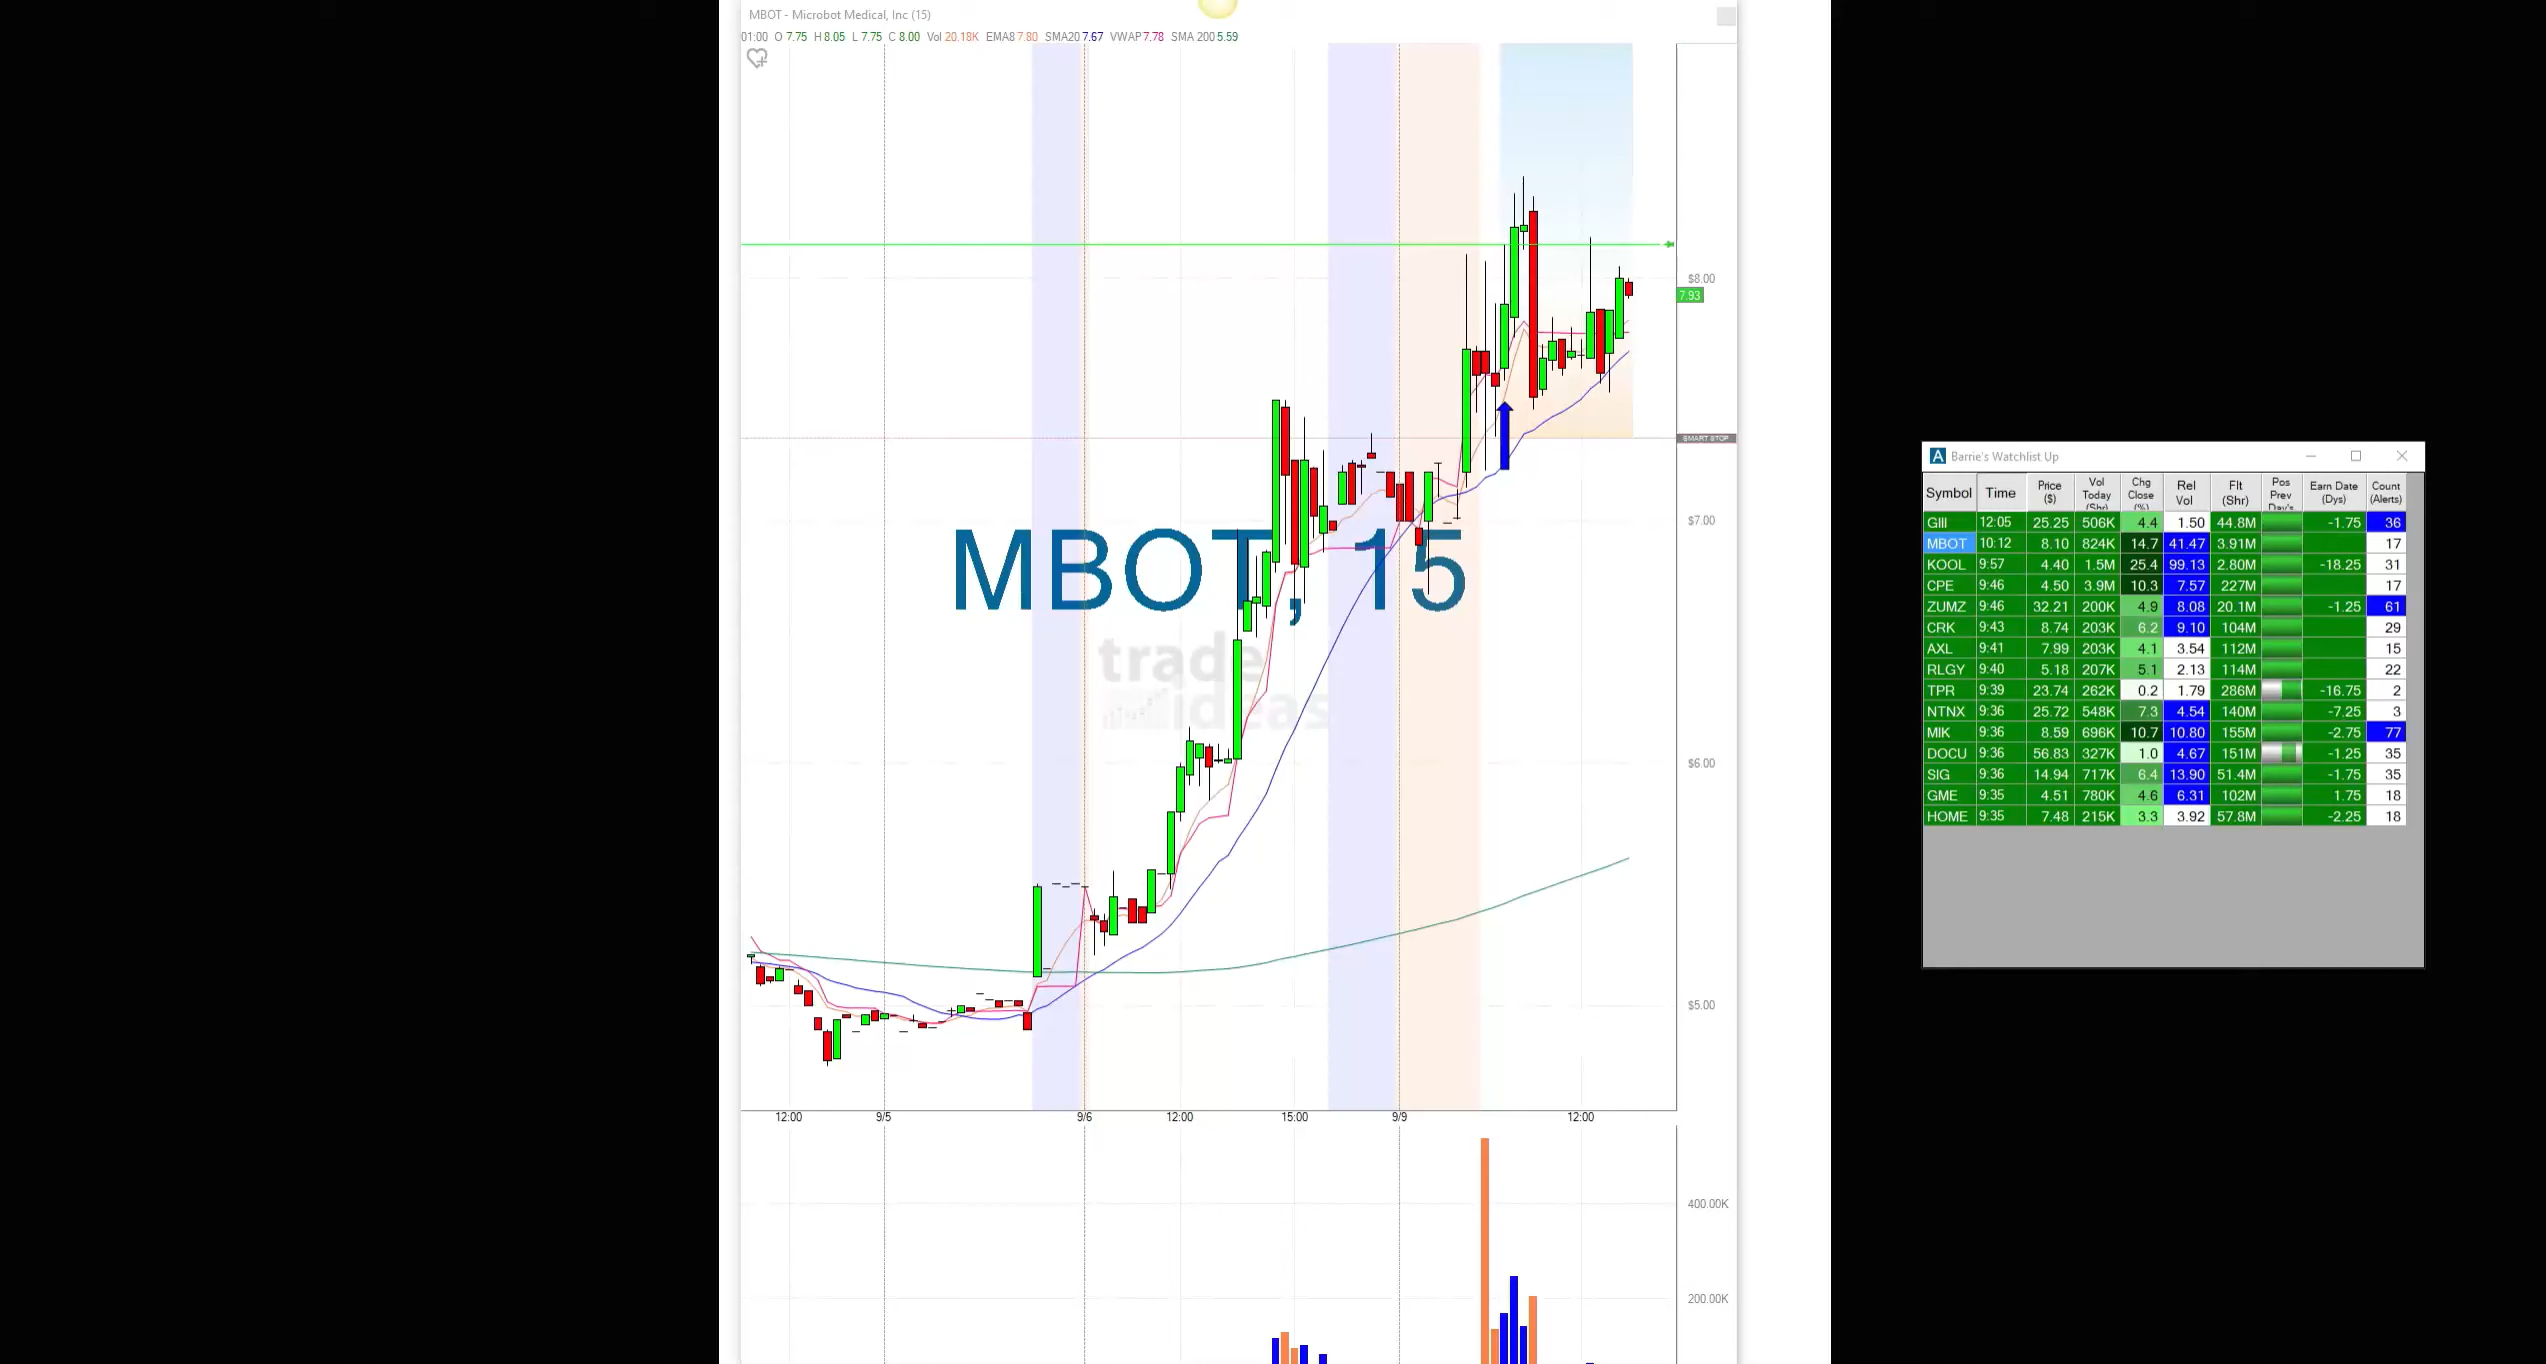 MBOT - Microbot Medical, Inc (15)
01:00 O 7.75 H 8.05 L 7.75 C 8.00 Vol 20.18K EMA8 7.80 SMA20 7.67 VWAP 7.78 SMA 200 5.59
$8.00
7.93
SMART STOP
$7.00
MBOT, 15
trade
ideas
$6.00
$5.00
12:00 9/5 9/6 12:00 15:00 9/9 12:00
400.00K
200.00K
A Barrie's Watchlist Up
Symbol Time Price ($) Vol Today (Shr) Chg Close (%) Rel Vol Flt (Shr) Pos Prev Day's Earn Date (Dys) Count (Alerts)
GIII 12:05 25.25 506K 4.4 1.50 44.8M -1.75 36
MBOT 10:12 8.10 824K 14.7 41.47 3.91M 17
KOOL 9:57 4.40 1.5M 25.4 99.13 2.80M -18.25 31
CPE 9:46 4.50 3.9M 10.3 7.57 227M 17
ZUMZ 9:46 32.21 200K 4.9 8.08 20.1M -1.25 61
CRK 9:43 8.74 203K 6.2 9.10 104M 29
AXL 9:41 7.99 203K 4.1 3.54 112M 15
RLGY 9:40 5.18 207K 5.1 2.13 114M 22
TPR 9:39 23.74 262K 0.2 1.79 286M -16.75 2
NTNX 9:36 25.72 548K 7.3 4.54 140M -7.25 3
MIK 9:36 8.59 696K 10.7 10.80 155M -2.75 77
DOCU 9:36 56.83 327K 1.0 4.67 151M -1.25 35
SIG 9:36 14.94 717K 6.4 13.90 51.4M -1.75 35
GME 9:35 4.51 780K 4.6 6.31 102M 1.75 18
HOME 9:35 7.48 215K 3.3 3.92 57.8M -2.25 18